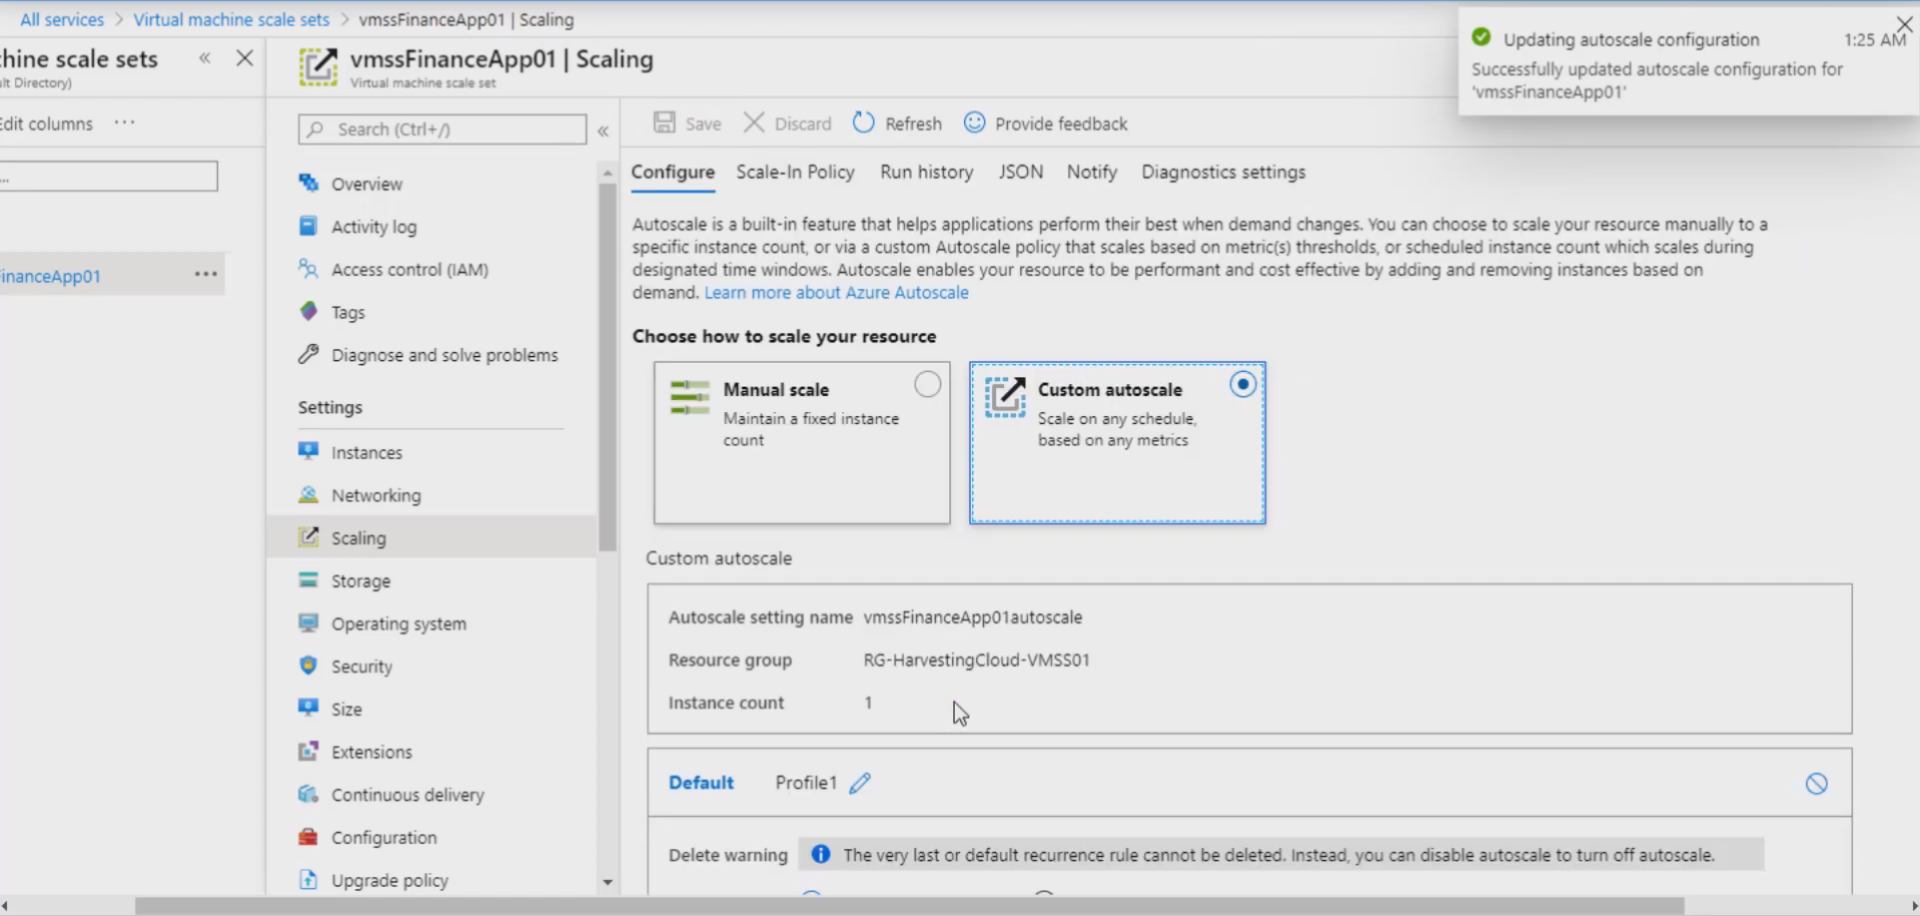 All services > Virtual machine scale sets > vmssFinanceApp01 | Scaling
Updating autoscale configuration 1:25 AM
Successfully updated autoscale configuration for
'vmssFinanceApp01'
hine scale sets
lt Directory)
Edit columns ...
...
inanceApp01 ...
vmssFinanceApp01 | Scaling
Virtual machine scale set
Search (Ctrl+/)
Overview
Activity log
Access control (IAM)
Tags
Diagnose and solve problems
Settings
Instances
Networking
Scaling
Storage
Operating system
Security
Size
Extensions
Continuous delivery
Configuration
Upgrade policy
Save Discard Refresh Provide feedback
Configure Scale-In Policy Run history JSON Notify Diagnostics settings
Autoscale is a built-in feature that helps applications perform their best when demand changes. You can choose to scale your resource manually to a
specific instance count, or via a custom Autoscale policy that scales based on metric(s) thresholds, or scheduled instance count which scales during
designated time windows. Autoscale enables your resource to be performant and cost effective by adding and removing instances based on
demand. Learn more about Azure Autoscale
Choose how to scale your resource
Manual scale
Maintain a fixed instance
count
Custom autoscale
Scale on any schedule,
based on any metrics
Custom autoscale
Autoscale setting name vmssFinanceApp01autoscale
Resource group RG-HarvestingCloud-VMSS01
Instance count 1
Default Profile1
Delete warning The very last or default recurrence rule cannot be deleted. Instead, you can disable autoscale to turn off autoscale.